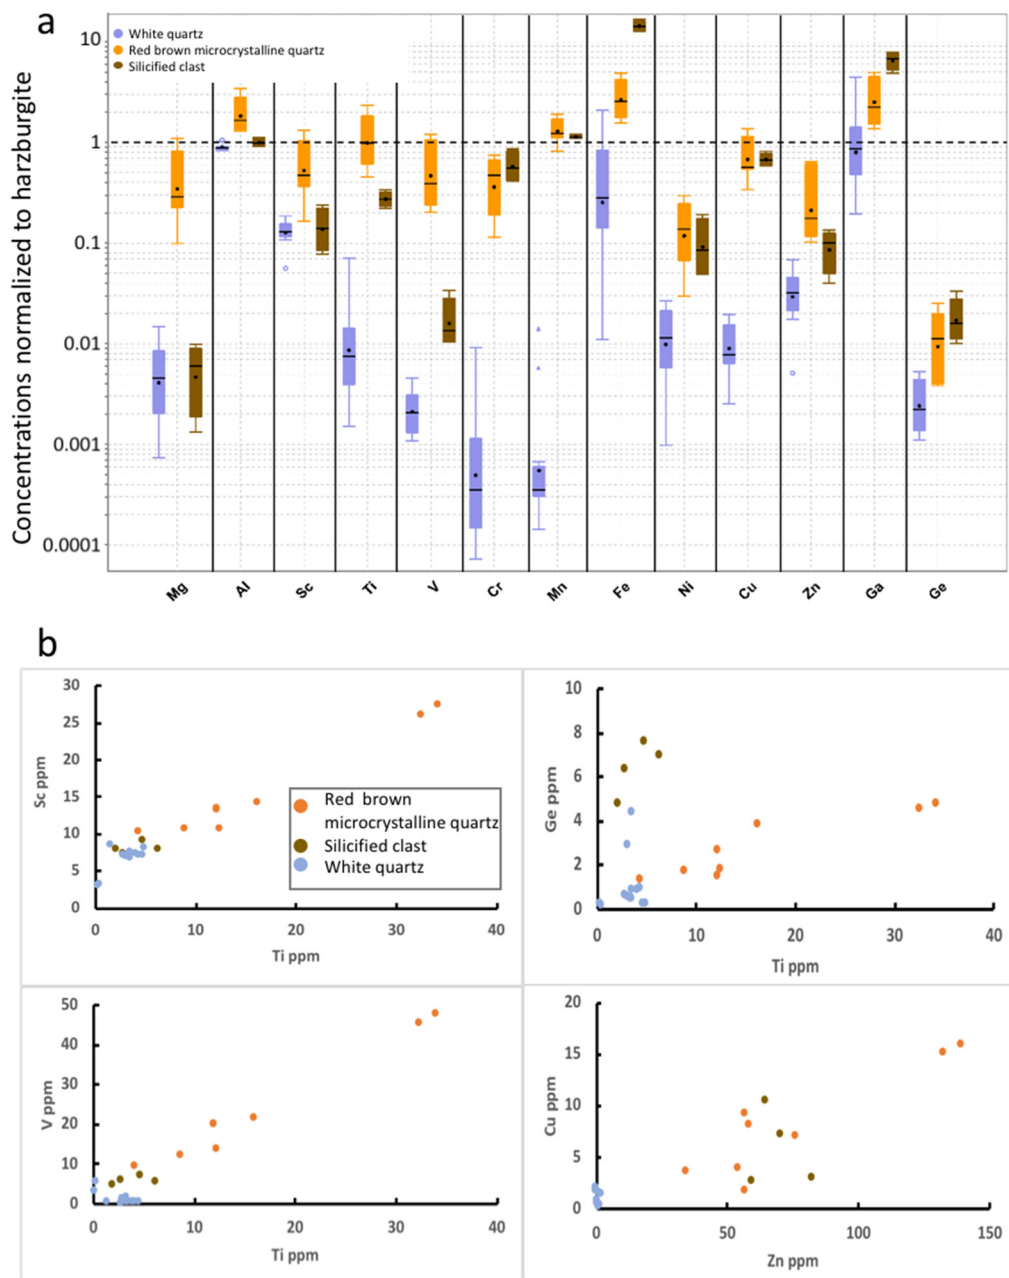 a
White quartz
Red brown microcrystalline quartz
Silicified clast
Concentrations normalized to harzburgite
10
1
0.1
0.01
0.001
0.0001
Mg Al Sc Ti V Cr Mn Fe Ni Cu Zn Ga Ge
b
Sc ppm
30
25
20
15
10
5
0
0 10 20 30 40
Ti ppm
Red brown
microcrystalline quartz
Silicified clast
White quartz
Ge ppm
10
8
6
4
2
0
0 10 20 30 40
Ti ppm
V ppm
50
40
30
20
10
0
0 10 20 30 40
Ti ppm
Cu ppm
20
15
10
5
0
0 50 100 150
Zn ppm